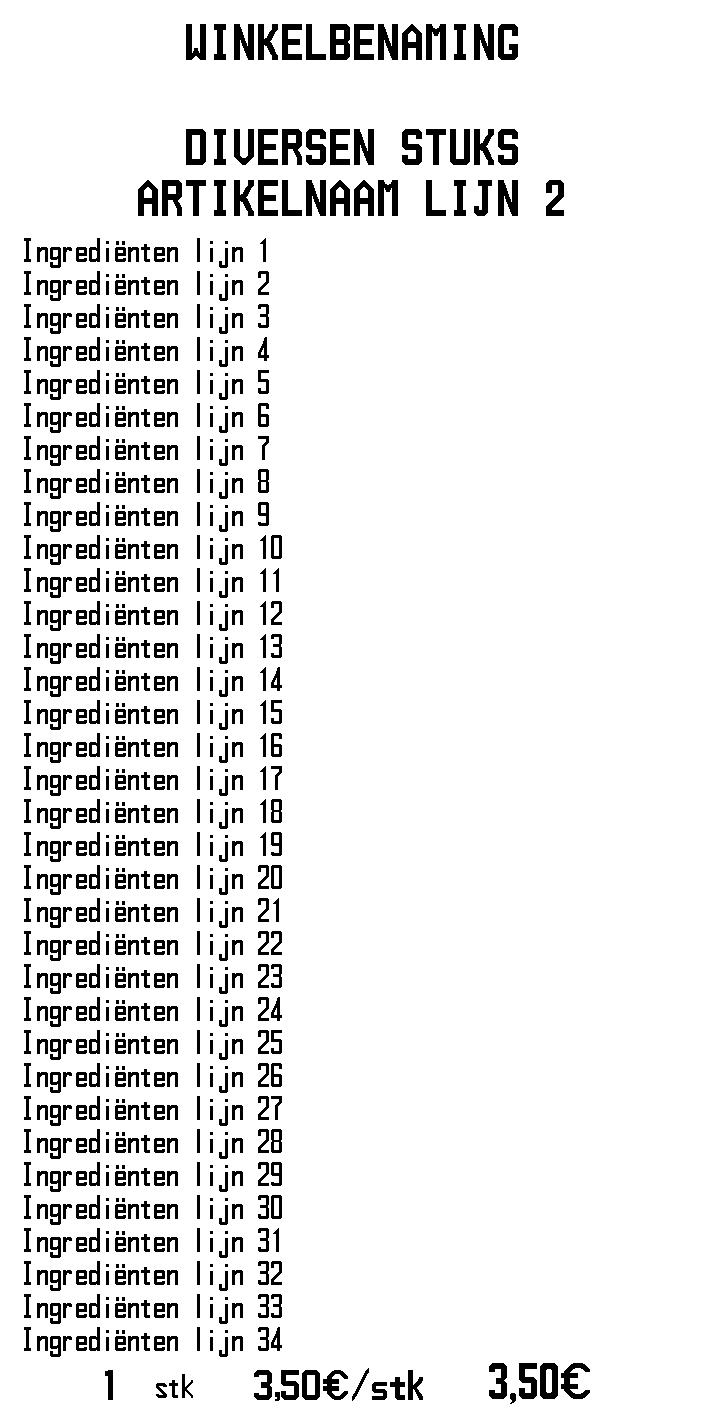 WINKELBENAMING
DIVERSEN STUKS
ARTIKELNAAM LIJN 2
Ingrediënten lijn 1
Ingrediënten lijn 2
Ingrediënten lijn 3
Ingrediënten lijn 4
Ingrediënten lijn 5
Ingrediënten lijn 6
Ingrediënten lijn 7
Ingrediënten lijn 8
Ingrediënten lijn 9
Ingrediënten lijn 10
Ingrediënten lijn 11
Ingrediënten lijn 12
Ingrediënten lijn 13
Ingrediënten lijn 14
Ingrediënten lijn 15
Ingrediënten lijn 16
Ingrediënten lijn 17
Ingrediënten lijn 18
Ingrediënten lijn 19
Ingrediënten lijn 20
Ingrediënten lijn 21
Ingrediënten lijn 22
Ingrediënten lijn 23
Ingrediënten lijn 24
Ingrediënten lijn 25
Ingrediënten lijn 26
Ingrediënten lijn 27
Ingrediënten lijn 28
Ingrediënten lijn 29
Ingrediënten lijn 30
Ingrediënten lijn 31
Ingrediënten lijn 32
Ingrediënten lijn 33
Ingrediënten lijn 34
1 stk 3,50€/stk 3,50€